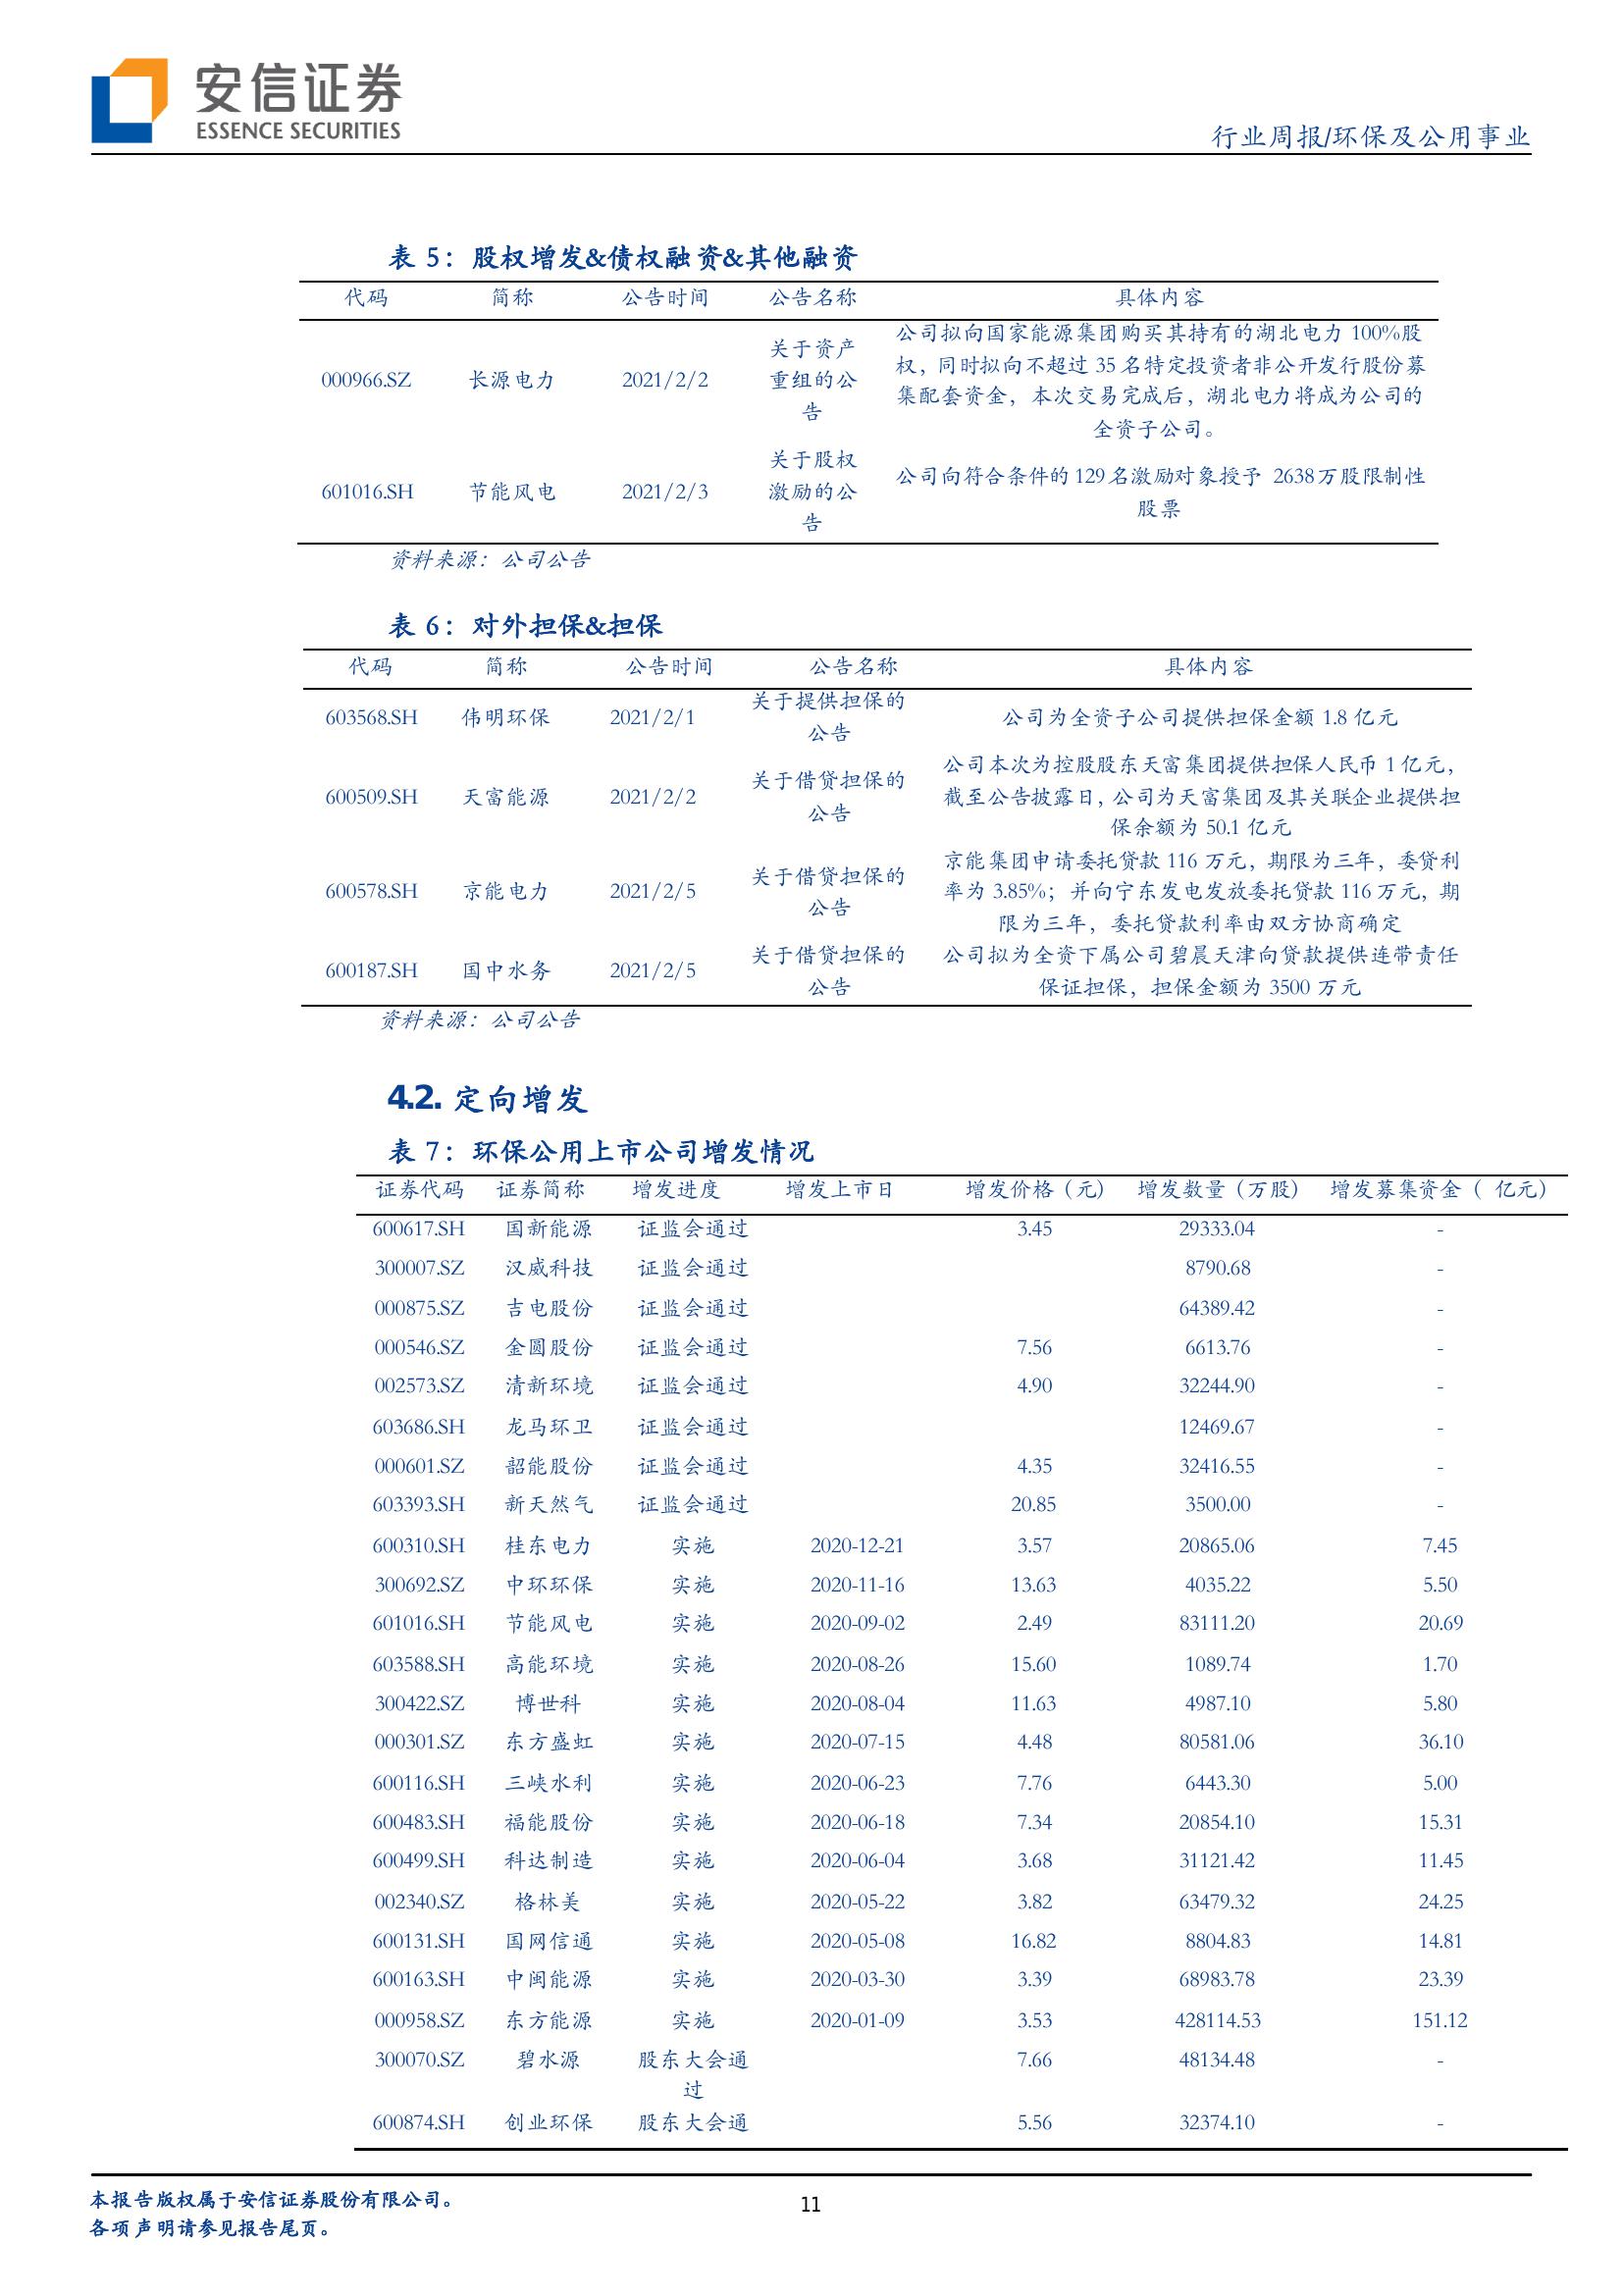 安信证券
ESSENCE SECURITIES
行业周报/环保及公用事业
表 5：股权增发&债权融资&其他融资
代码 简称 公告时间 公告名称 具体内容
000966.SZ 长源电力 2021/2/2 关于资产重组的公告 公司拟向国家能源集团购买其持有的湖北电力 100%股权，同时拟向不超过 35 名特定投资者非公开发行股份募集配套资金，本次交易完成后，湖北电力将成为公司的全资子公司。
601016.SH 节能风电 2021/2/3 关于股权激励的公告 公司向符合条件的 129 名激励对象授予 2638 万股限制性股票
资料来源：公司公告
表 6：对外担保&担保
代码 简称 公告时间 公告名称 具体内容
603568.SH 伟明环保 2021/2/1 关于提供担保的公告 公司为全资子公司提供担保金额 1.8 亿元
600509.SH 天富能源 2021/2/2 关于借贷担保的公告 公司本次为控股股东天富集团提供担保人民币 1 亿元，截至公告披露日，公司为天富集团及其关联企业提供担保余额为 50.1 亿元
600578.SH 京能电力 2021/2/5 关于借贷担保的公告 京能集团申请委托贷款 116 万元，期限为三年，委贷利率为 3.85%；并向宁东发电发放委托贷款 116 万元，期限为三年，委托贷款利率由双方协商确定
600187.SH 国中水务 2021/2/5 关于借贷担保的公告 公司拟为全资下属公司碧晨天津向贷款提供连带责任保证担保，担保金额为 3500 万元
资料来源：公司公告
4.2. 定向增发
表 7：环保公用上市公司增发情况
证券代码 证券简称 增发进度 增发上市日 增发价格（元） 增发数量（万股） 增发募集资金（ 亿元）
600617.SH 国新能源 证监会通过 3.45 29333.04 -
300007.SZ 汉威科技 证监会通过 8790.68 -
000875.SZ 吉电股份 证监会通过 64389.42 -
000546.SZ 金圆股份 证监会通过 7.56 6613.76 -
002573.SZ 清新环境 证监会通过 4.90 32244.90 -
603686.SH 龙马环卫 证监会通过 12469.67 -
000601.SZ 韶能股份 证监会通过 4.35 32416.55 -
603393.SH 新天然气 证监会通过 20.85 3500.00 -
600310.SH 桂东电力 实施 2020-12-21 3.57 20865.06 7.45
300692.SZ 中环环保 实施 2020-11-16 13.63 4035.22 5.50
601016.SH 节能风电 实施 2020-09-02 2.49 83111.20 20.69
603588.SH 高能环境 实施 2020-08-26 15.60 1089.74 1.70
300422.SZ 博世科 实施 2020-08-04 11.63 4987.10 5.80
000301.SZ 东方盛虹 实施 2020-07-15 4.48 80581.06 36.10
600116.SH 三峡水利 实施 2020-06-23 7.76 6443.30 5.00
600483.SH 福能股份 实施 2020-06-18 7.34 20854.10 15.31
600499.SH 科达制造 实施 2020-06-04 3.68 31121.42 11.45
002340.SZ 格林美 实施 2020-05-22 3.82 63479.32 24.25
600131.SH 国网信通 实施 2020-05-08 16.82 8804.83 14.81
600163.SH 中闽能源 实施 2020-03-30 3.39 68983.78 23.39
000958.SZ 东方能源 实施 2020-01-09 3.53 428114.53 151.12
300070.SZ 碧水源 股东大会通过 7.66 48134.48 -
600874.SH 创业环保 股东大会通 5.56 32374.10 -
本报告版权属于安信证券股份有限公司。
各项声明请参见报告尾页。
11